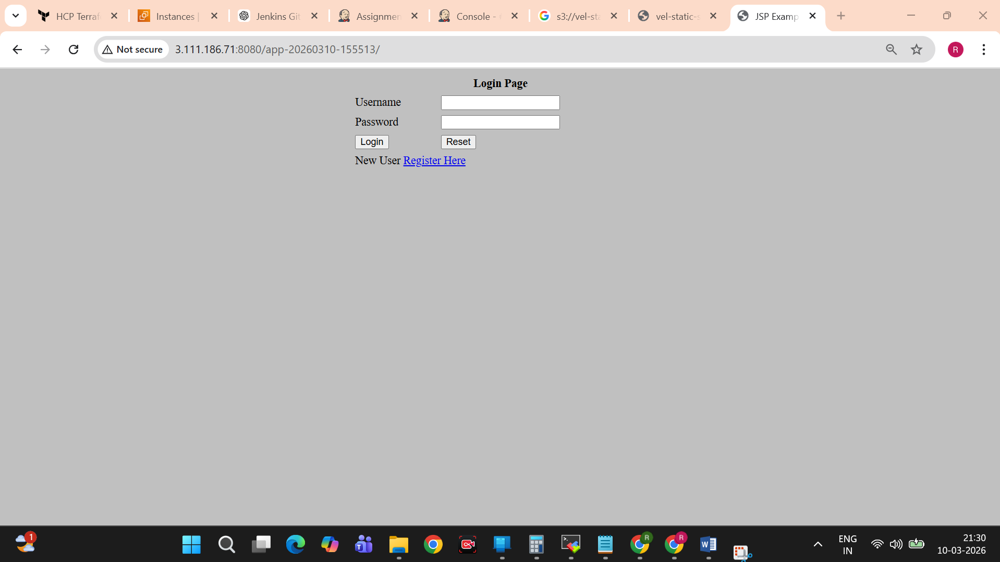 HCP Terraf
Instances |
Jenkins Git
Assignmen
Console - #
s3://vel-sta
vel-static-s
JSP Examp
Not secure
3.111.186.71:8080/app-20260310-155513/
R
Login Page
Username
Password
Login
Reset
New User Register Here
1
R
R
ENG
IN
21:30
10-03-2026